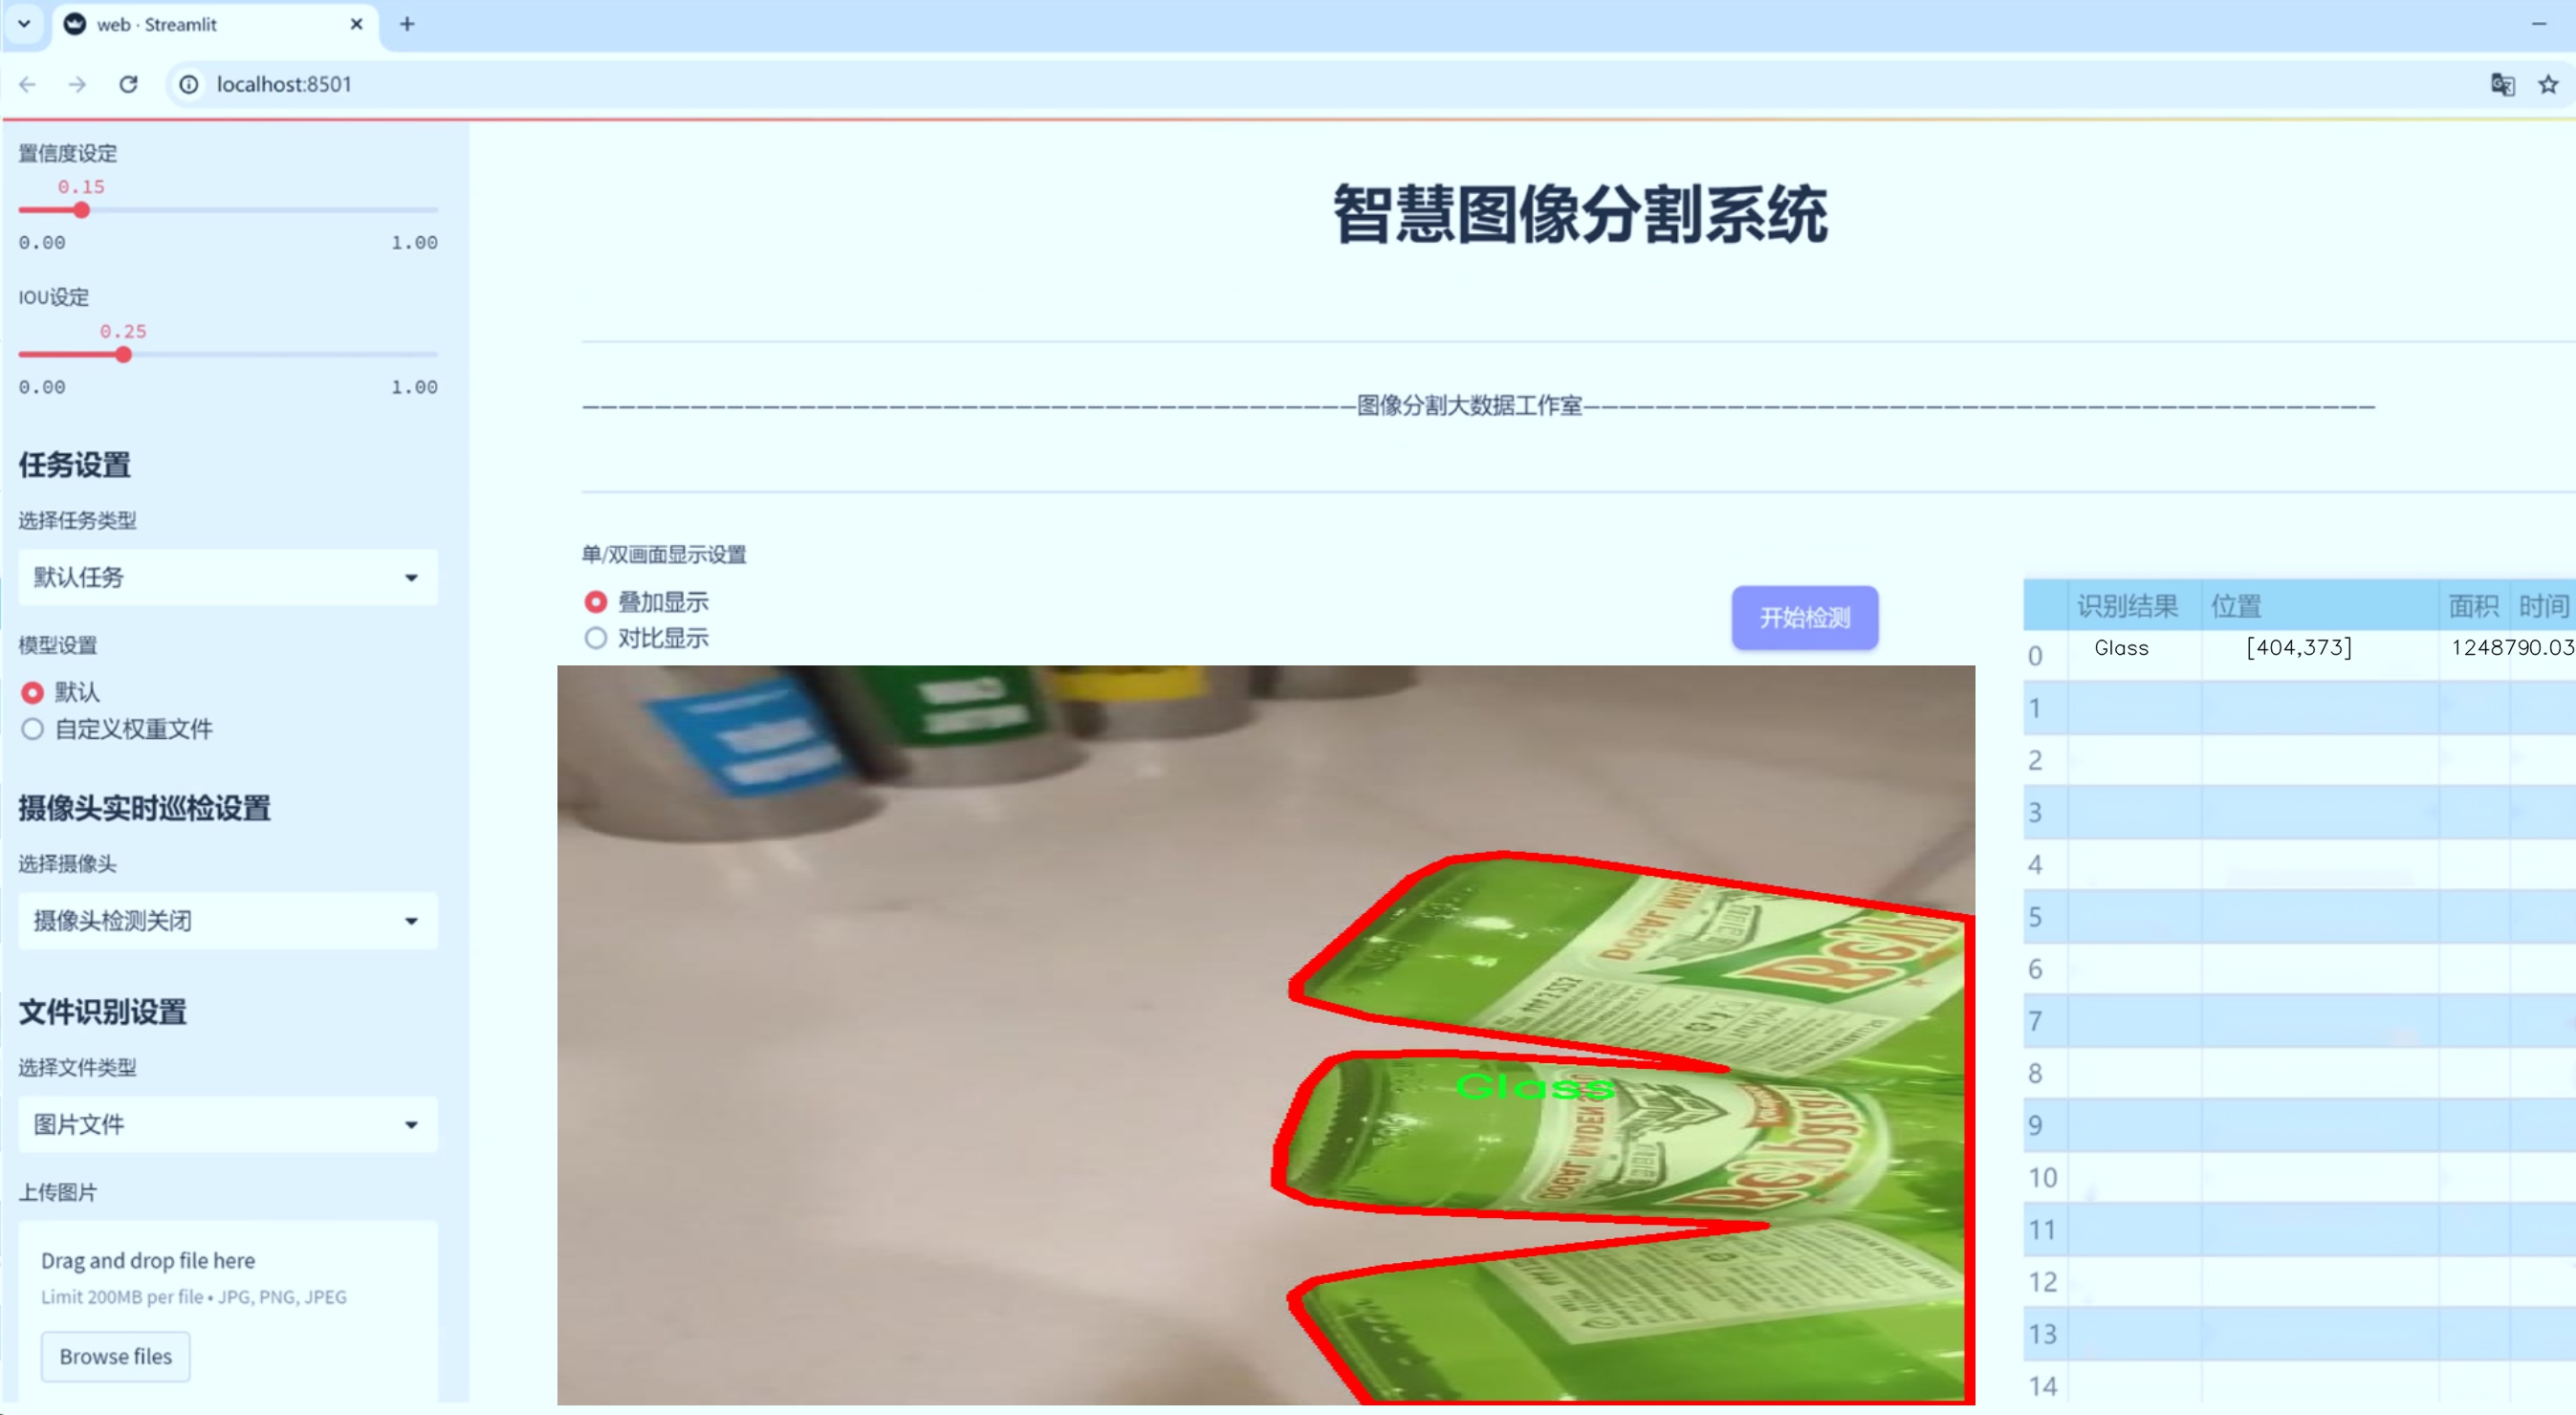 web · Streamlit
localhost:8501
置信度设定
0.15
0.00 1.00
IOU设定
0.25
0.00 1.00
任务设置
选择任务类型
默认任务
模型设置
默认
自定义权重文件
摄像头实时巡检设置
选择摄像头
摄像头检测关闭
文件识别设置
选择文件类型
图片文件
上传图片
Drag and drop file here
Limit 200MB per file • JPG, PNG, JPEG
Browse files
智慧图像分割系统
图像分割大数据工作室
单/双画面显示设置
叠加显示
对比显示
开始检测
Glass
识别结果 位置 面积 时间
0 Glass [404,373] 1248790.03
1
2
3
4
5
6
7
8
9
10
11
12
13
14